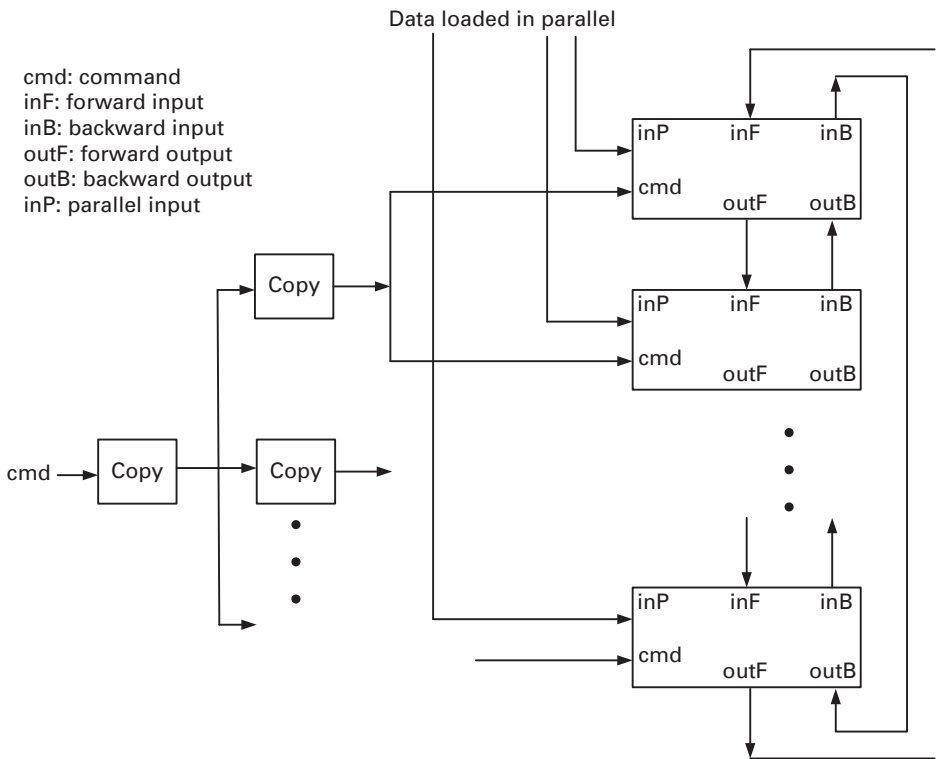 Data loaded in parallel
cmd: command
inF: forward input
inB: backward input
outF: forward output
outB: backward output
inP: parallel input
inP inF inB
cmd
outF outB
Copy
inP inF inB
cmd
outF outB
cmd Copy Copy
inP inF inB
cmd
outF outB